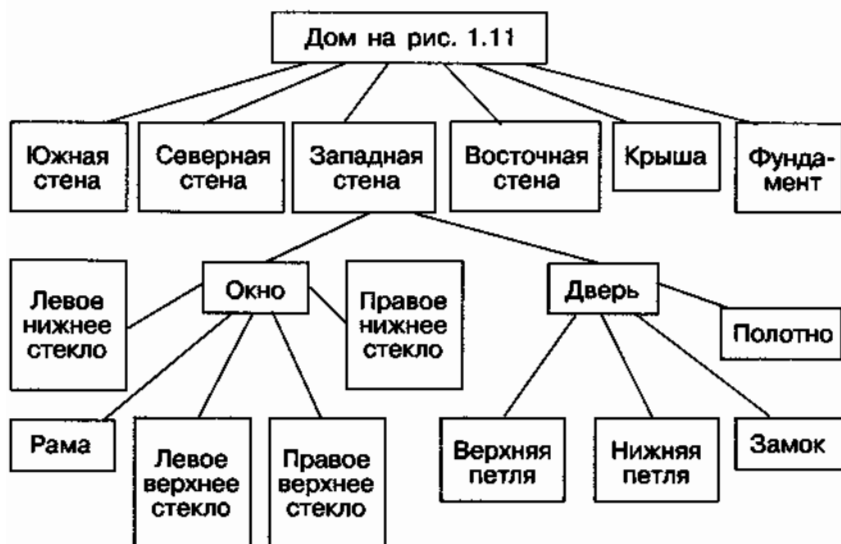 Дом на рис. 1.11
Южная
стена
Северная
стена
Западная
стена
Восточная
стена
Крыша
Фунда-
мент
Левое
нижнее
стекло
Окно
Правое
нижнее
стекло
Дверь
Полотно
Рама
Левое
верхнее
стекло
Правое
верхнее
стекло
Верхняя
петля
Нижняя
петля
Замок